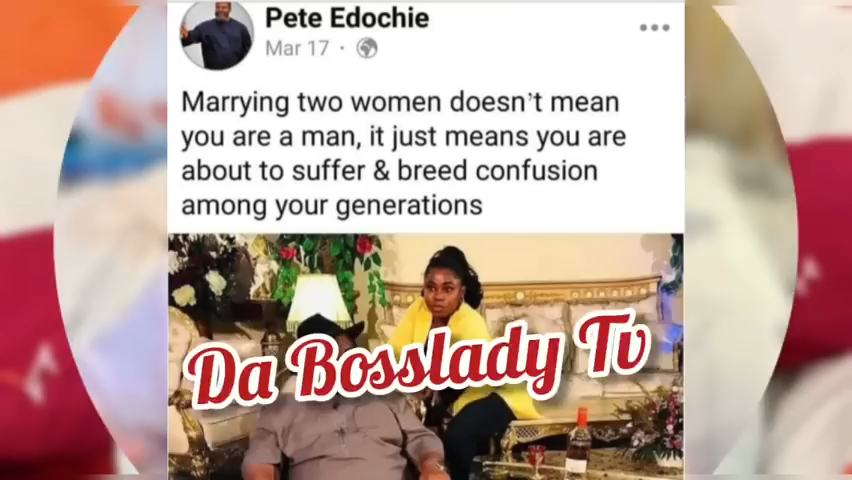 Pete Edochie
Mar 17 ·
Marrying two women doesn't mean
you are a man, it just means you are
about to suffer & breed confusion
among your generations
Da Bosslady Tv